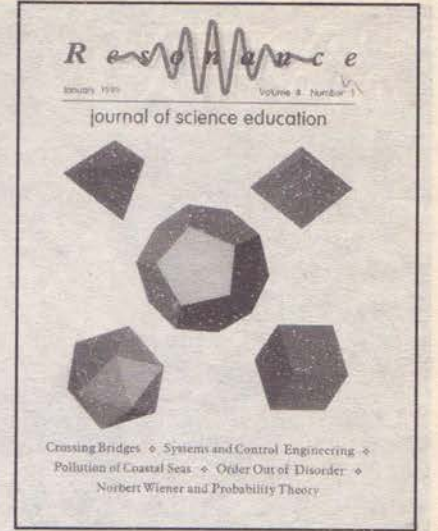 Resonance
January 1999 Volume 4 Number 1
journal of science education
Crossing Bridges ⋄ Systems and Control Engineering ⋄
Pollution of Coastal Seas ⋄ Order Out of Disorder ⋄
Norbert Wiener and Probability Theory